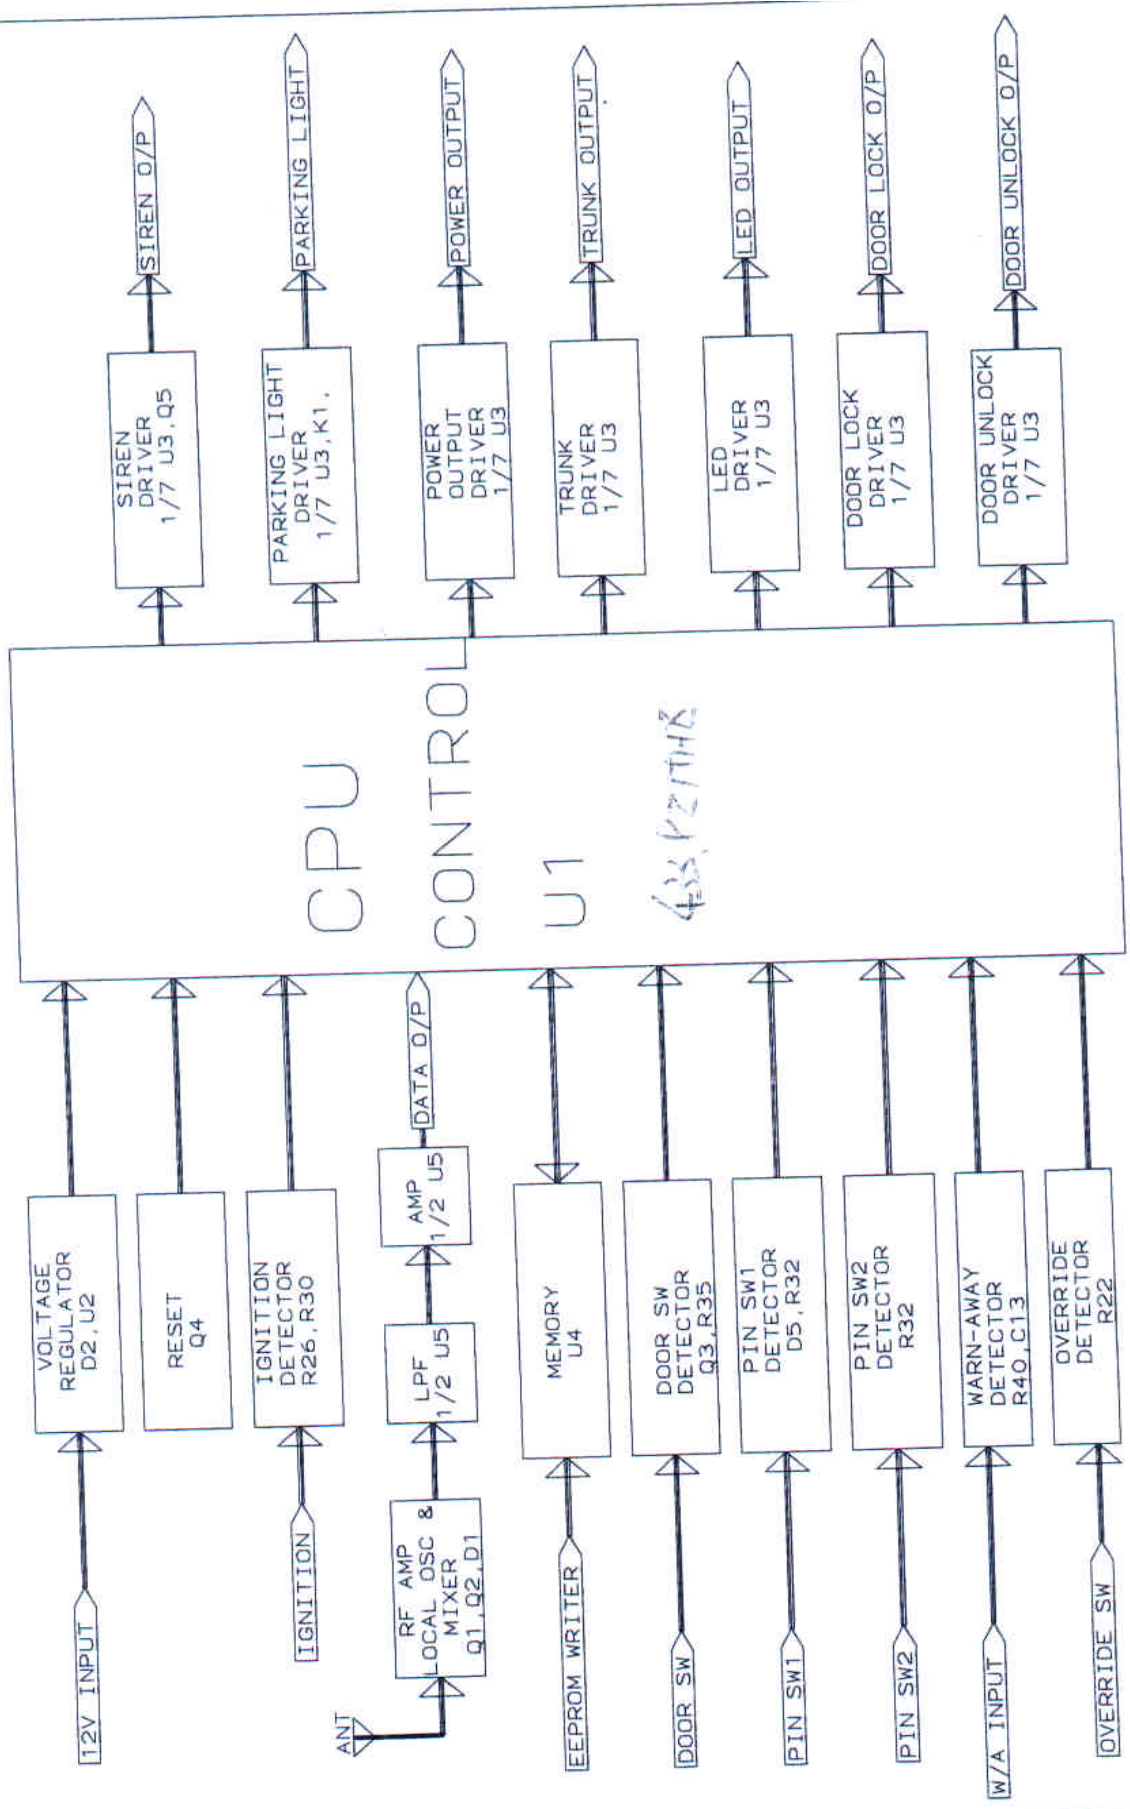 12V INPUT
VOLTAGE
REGULATOR
D2,U2
RESET
Q4
IGNITION
IGNITION
DETECTOR
R26,R30
ANT
RF AMP
LOCAL OSC &
MIXER
Q1,Q2,D1
LPF
1/2 U5
AMP
1/2 U5
DATA O/P
EEPROM WRITER
MEMORY
U4
DOOR SW
DOOR SW
DETECTOR
Q3,R35
PIN SW1
PIN SW1
DETECTOR
D5,R32
PIN SW2
PIN SW2
DETECTOR
R32
W/A INPUT
WARN-AWAY
DETECTOR
R40,C13
OVERRIDE SW
OVERRIDE
DETECTOR
R22
CPU
CONTROL
U1
SIREN
DRIVER
1/7 U3,Q5
SIREN O/P
PARKING LIGHT
DRIVER
1/7 U3,K1,
PARKING LIGHT
POWER
OUTPUT
DRIVER
1/7 U3
POWER OUTPUT
TRUNK
DRIVER
1/7 U3
TRUNK OUTPUT
LED
DRIVER
1/7 U3
LED OUTPUT
DOOR LOCK
DRIVER
1/7 U3
DOOR LOCK O/P
DOOR UNLOCK
DRIVER
1/7 U3
DOOR UNLOCK O/P